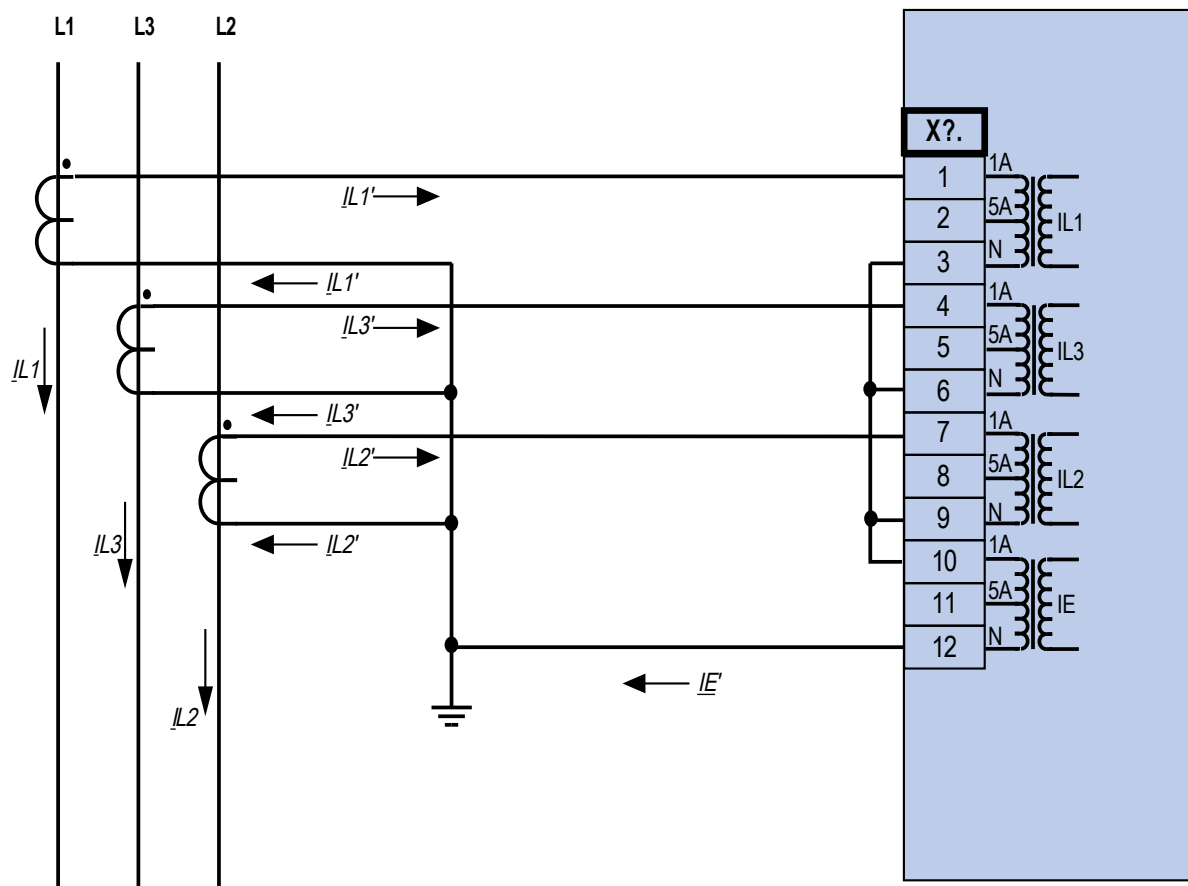 L1 L3 L2
X?.
1 1A
IL1'
2 5A IL1
3 N
IL1'
4 1A
IL3'
5 5A IL3
IL1
6 N
IL3'
7 1A
IL2'
8 5A IL2
9 N
IL3 IL2'
10 1A
11 5A IE
12 N
IE'
IL2